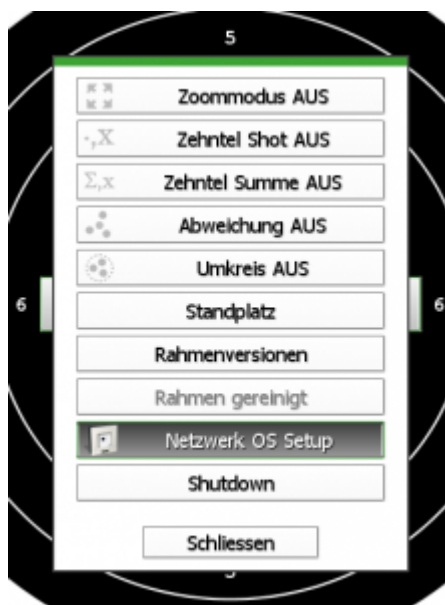 5
Zoommodus AUS
-,X Zehntel Shot AUS
Σ,x Zehntel Summe AUS
Abweichung AUS
Umkreis AUS
6 Standplatz 6
Rahmenversionen
Rahmen gereinigt
Netzwerk OS Setup
Shutdown
Schliessen